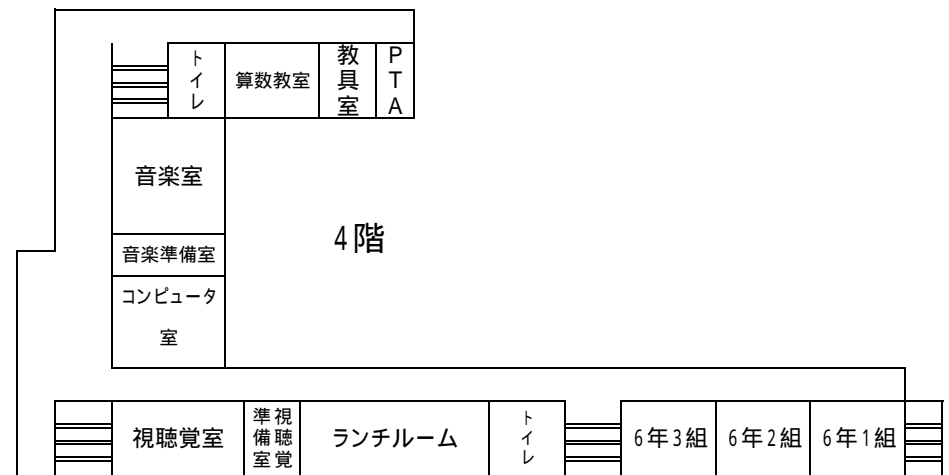 トイレ
算数教室
教具室
PTA
音楽室
4階
音楽準備室
コンピュータ
室
視聴覚室
視聴覚
準備室
ランチルーム
トイレ
6年3組
6年2組
6年1組